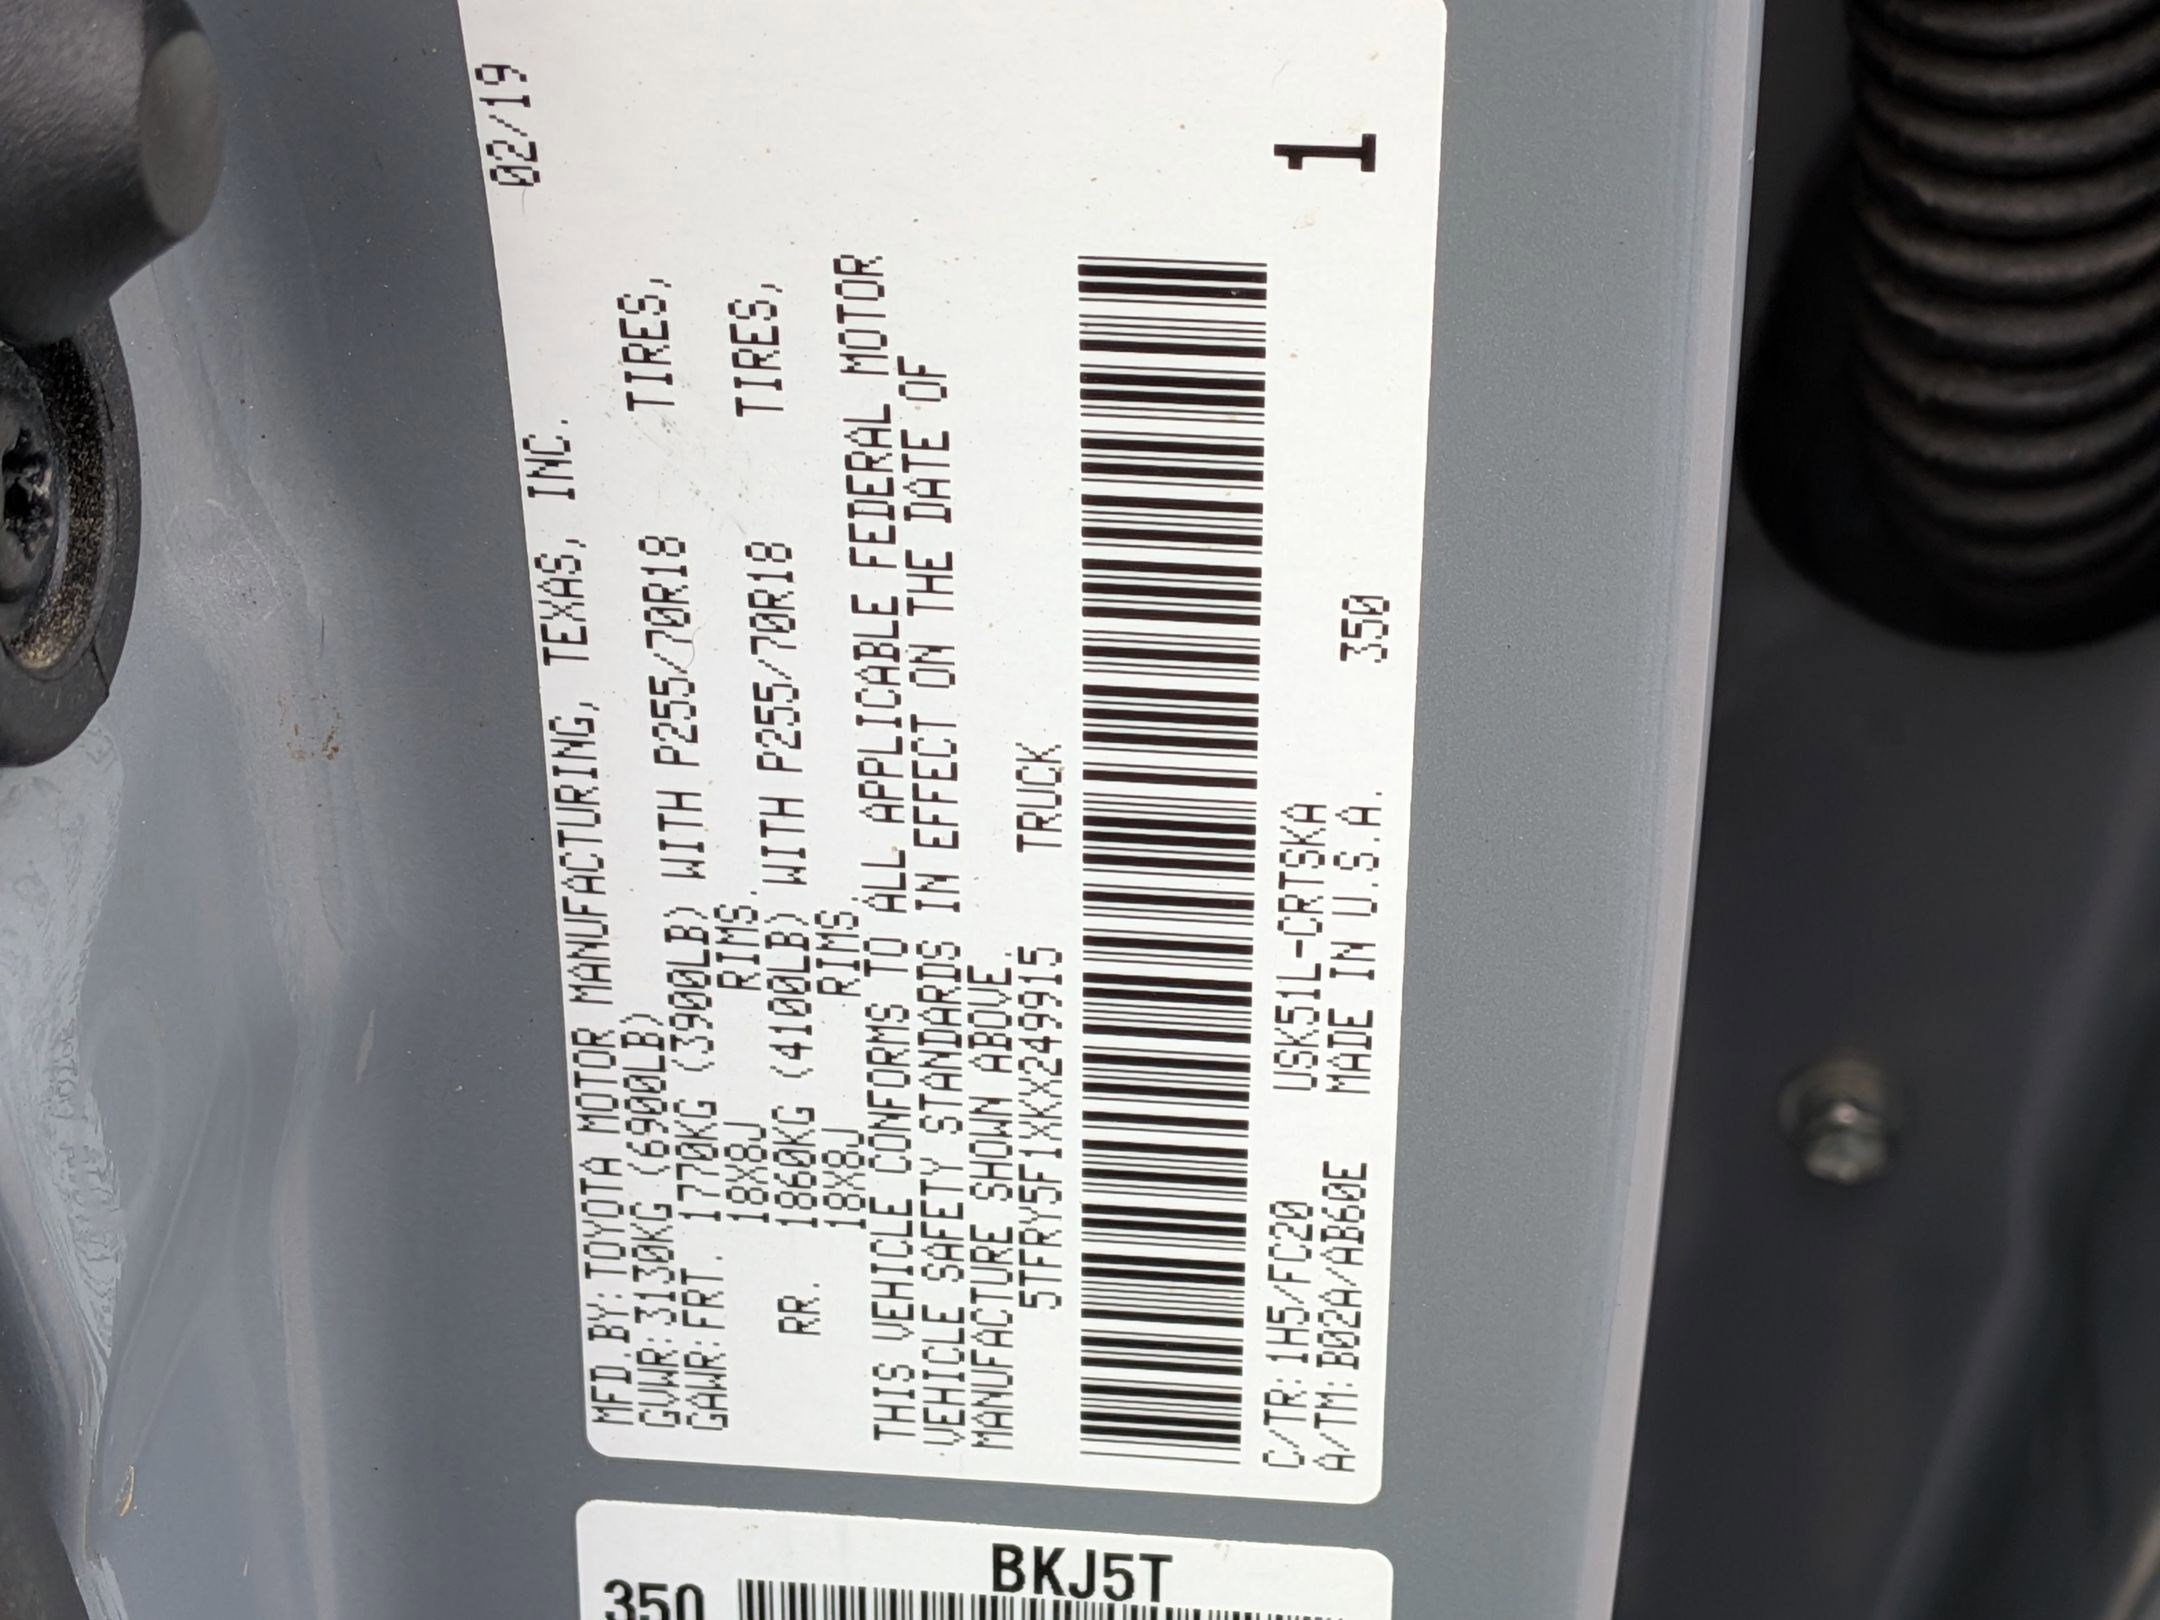 02/19
MFD.BY:TOYOTA MOTOR MANUFACTURING, TEXAS, INC.
GVWR:3130KG (6900LB)
GAWR:FRT. 1770KG (3900LB) WITH P255/70R18 TIRES,
18X8J RIMS.
RR. 1860KG (4100LB) WITH P255/70R18 TIRES,
18X8J RIMS.
THIS VEHICLE CONFORMS TO ALL APPLICABLE FEDERAL MOTOR
VEHICLE SAFETY STANDARDS IN EFFECT ON THE DATE OF
MANUFACTURE SHOWN ABOVE.
5TFRY5F1XKX249915 TRUCK
C/TR:1H5/FC20 USK51L-CRTSKA
A/TM:B02A/AB60E MADE IN U.S.A. 350
1
350
BKJ5T